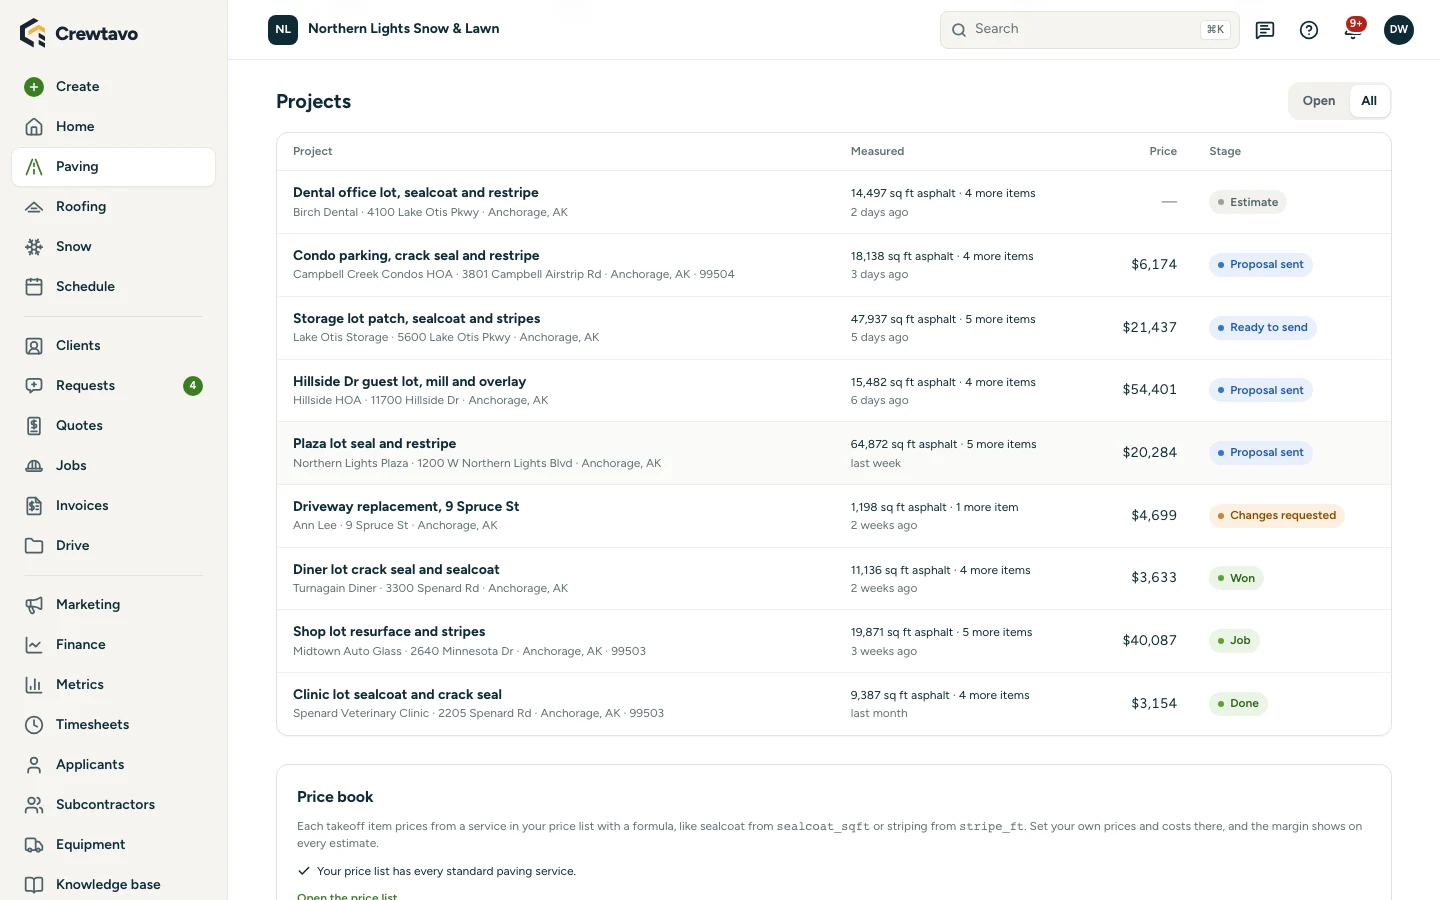 Crewtavo
NL
Northern Lights Snow & Lawn
Search
⌘K
9+
DW
Create
Home
Paving
Roofing
Snow
Schedule
Clients
Requests
4
Quotes
Jobs
Invoices
Drive
Marketing
Finance
Metrics
Timesheets
Applicants
Subcontractors
Equipment
Knowledge base
Projects
Open
All
Project
Measured
Price
Stage
Dental office lot, sealcoat and restripe
Birch Dental · 4100 Lake Otis Pkwy · Anchorage, AK
14,497 sq ft asphalt · 4 more items
2 days ago
—
Estimate
Condo parking, crack seal and restripe
Campbell Creek Condos HOA · 3801 Campbell Airstrip Rd · Anchorage, AK · 99504
18,138 sq ft asphalt · 4 more items
3 days ago
$6,174
Proposal sent
Storage lot patch, sealcoat and stripes
Lake Otis Storage · 5600 Lake Otis Pkwy · Anchorage, AK
47,937 sq ft asphalt · 5 more items
5 days ago
$21,437
Ready to send
Hillside Dr guest lot, mill and overlay
Hillside HOA · 11700 Hillside Dr · Anchorage, AK
15,482 sq ft asphalt · 4 more items
6 days ago
$54,401
Proposal sent
Plaza lot seal and restripe
Northern Lights Plaza · 1200 W Northern Lights Blvd · Anchorage, AK
64,872 sq ft asphalt · 5 more items
last week
$20,284
Proposal sent
Driveway replacement, 9 Spruce St
Ann Lee · 9 Spruce St · Anchorage, AK
1,198 sq ft asphalt · 1 more item
2 weeks ago
$4,699
Changes requested
Diner lot crack seal and sealcoat
Turnagain Diner · 3300 Spenard Rd · Anchorage, AK
11,136 sq ft asphalt · 4 more items
2 weeks ago
$3,633
Won
Shop lot resurface and stripes
Midtown Auto Glass · 2640 Minnesota Dr · Anchorage, AK · 99503
19,871 sq ft asphalt · 5 more items
3 weeks ago
$40,087
Job
Clinic lot sealcoat and crack seal
Spenard Veterinary Clinic · 2205 Spenard Rd · Anchorage, AK · 99503
9,387 sq ft asphalt · 4 more items
last month
$3,154
Done
Price book
Each takeoff item prices from a service in your price list with a formula, like sealcoat from sealcoat_sqft or striping from stripe_ft. Set your own prices and costs there, and the margin shows on
every estimate.
Your price list has every standard paving service.
Open the price list